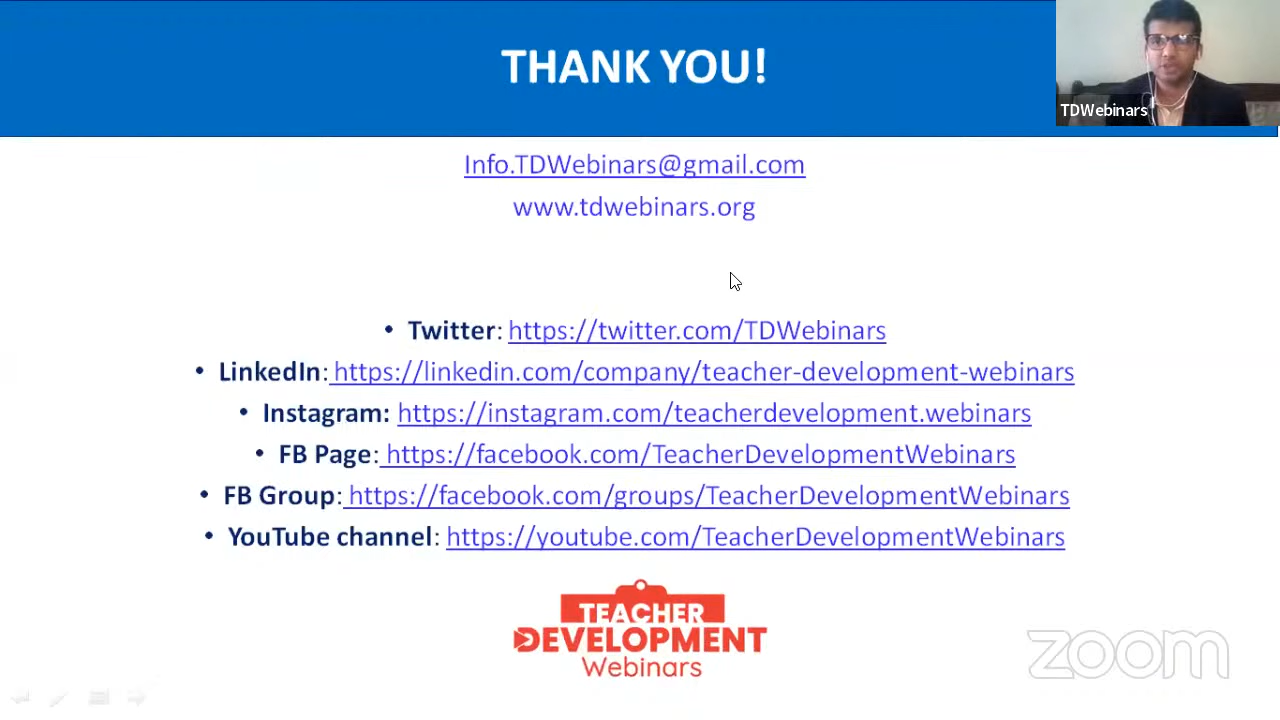 THANK YOU!
TDWebinars
Info.TDWebinars@gmail.com
www.tdwebinars.org
• Twitter: https://twitter.com/TDWebinars
• LinkedIn: https://linkedin.com/company/teacher-development-webinars
• Instagram: https://instagram.com/teacherdevelopment.webinars
• FB Page: https://facebook.com/TeacherDevelopmentWebinars
• FB Group: https://facebook.com/groups/TeacherDevelopmentWebinars
• YouTube channel: https://youtube.com/TeacherDevelopmentWebinars
TEACHER
DEVELOPMENT
Webinars
zoom